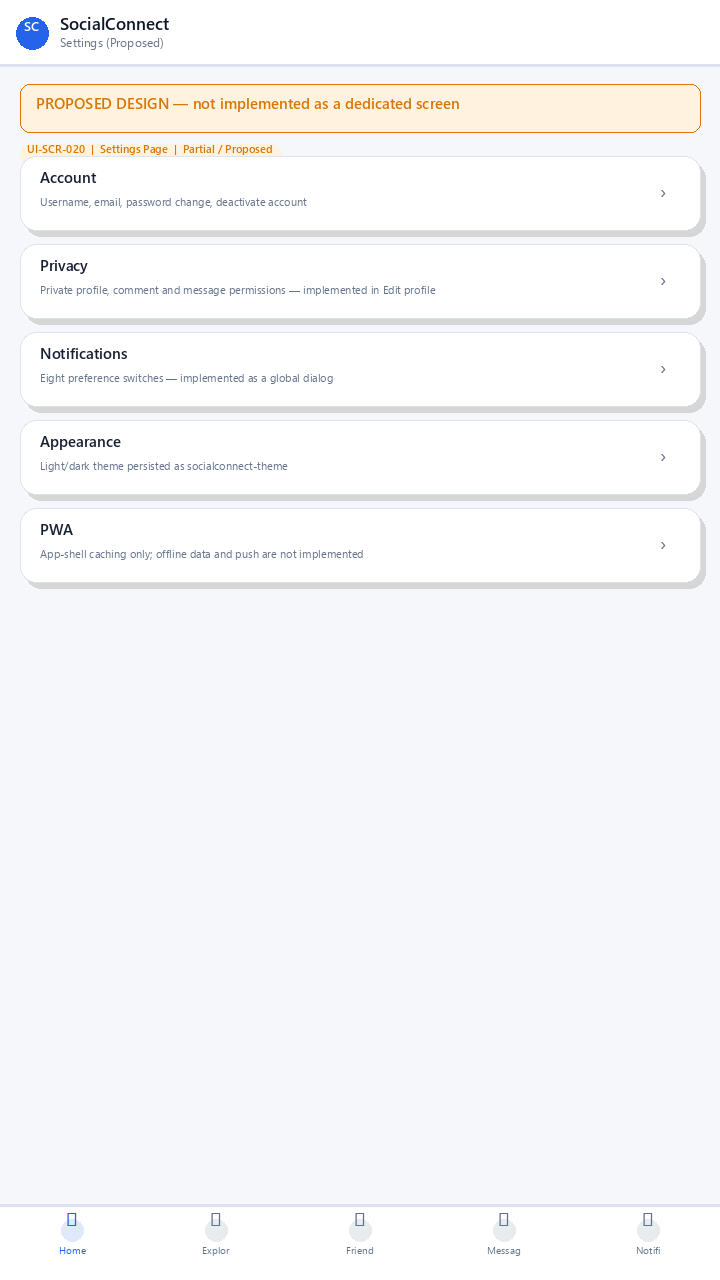 SC
SocialConnect
Settings (Proposed)
PROPOSED DESIGN — not implemented as a dedicated screen
UI-SCR-020 | Settings Page | Partial / Proposed
Account
Username, email, password change, deactivate account
›
Privacy
Private profile, comment and message permissions — implemented in Edit profile
›
Notifications
Eight preference switches — implemented as a global dialog
›
Appearance
Light/dark theme persisted as socialconnect-theme
›
PWA
App-shell caching only; offline data and push are not implemented
›
Home Explor Friend Messag Notifi